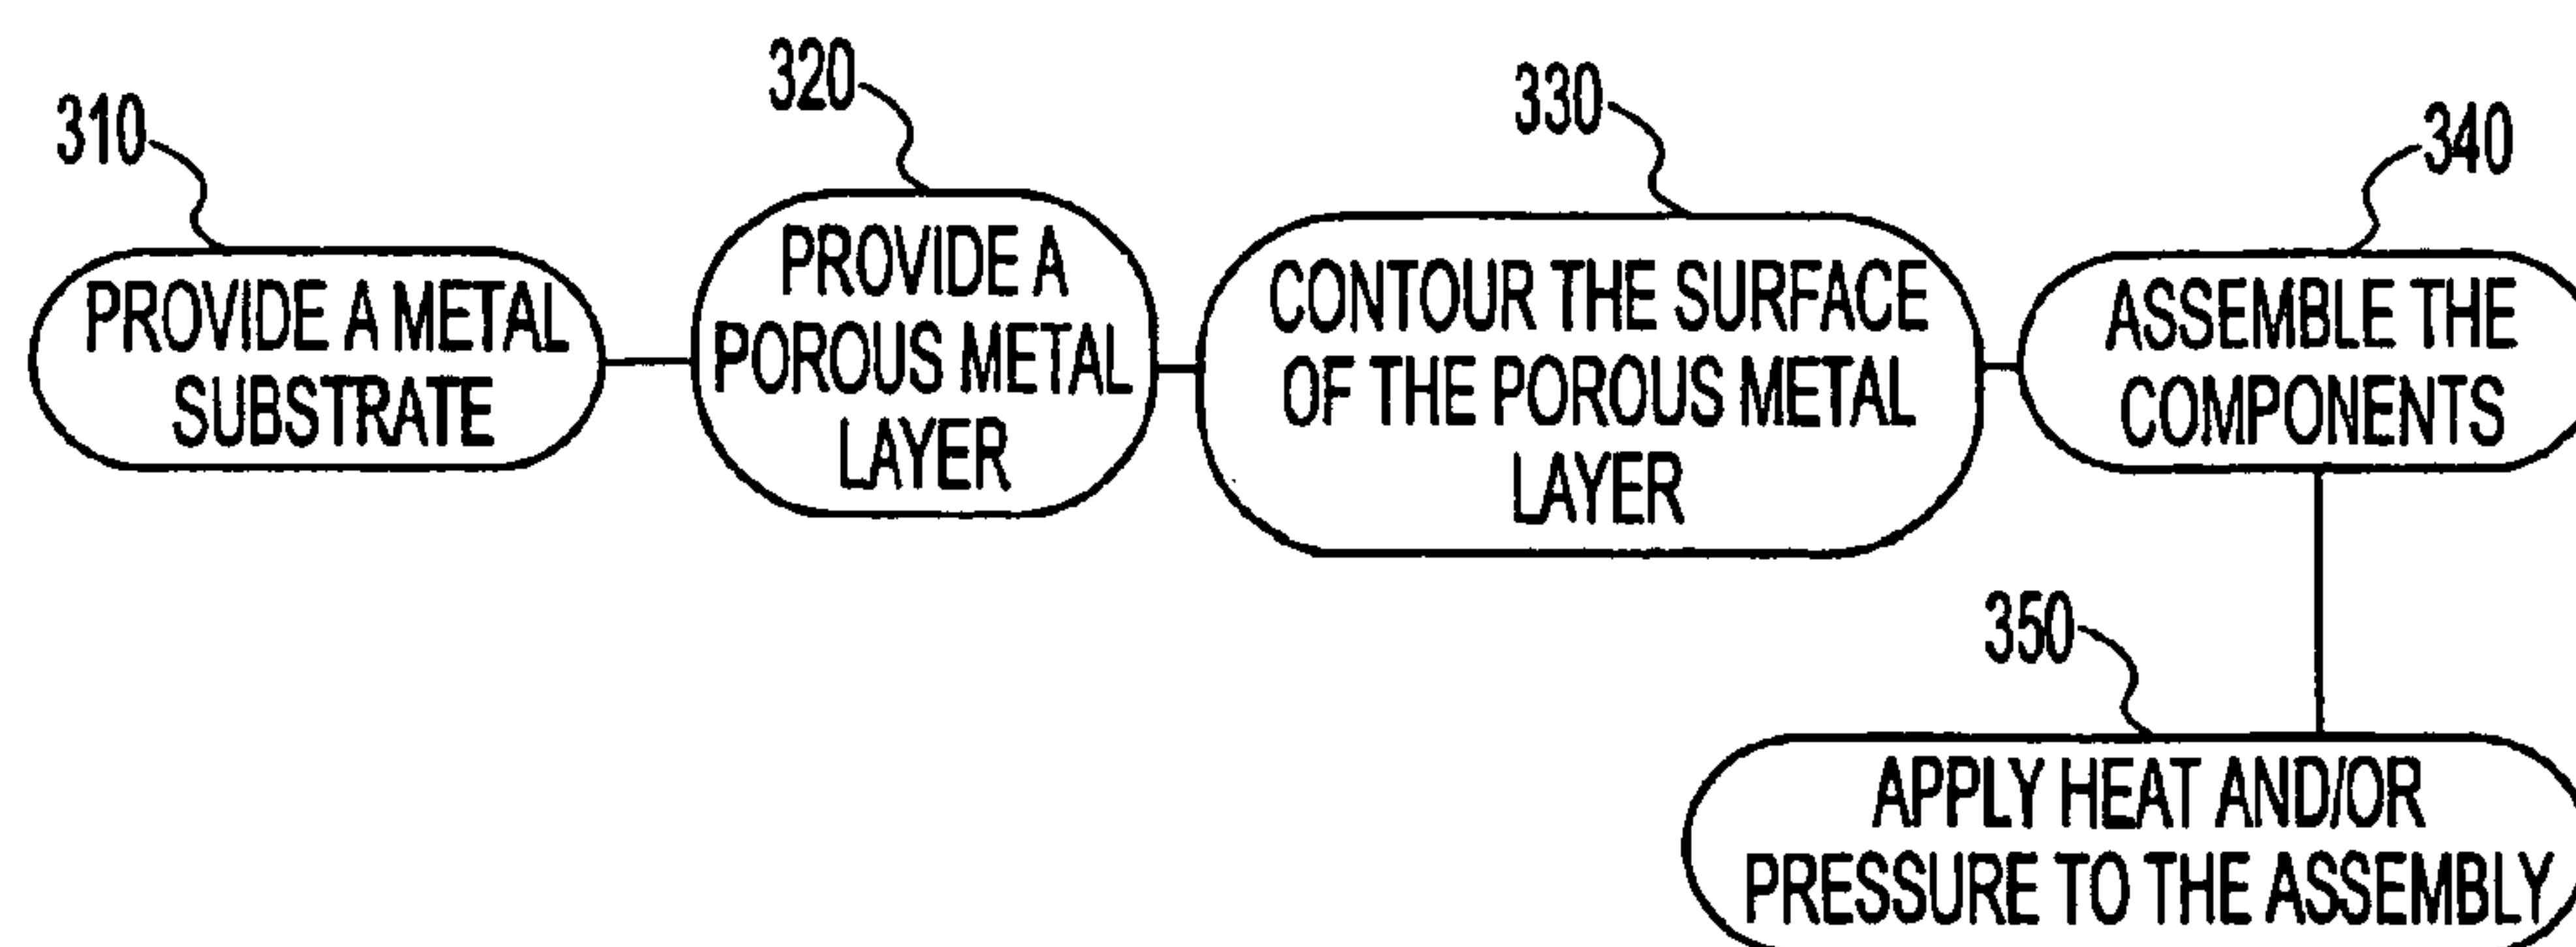 310
PROVIDE A METAL
SUBSTRATE
320
PROVIDE A
POROUS METAL
LAYER
330
CONTOUR THE SURFACE
OF THE POROUS METAL
LAYER
340
ASSEMBLE THE
COMPONENTS
350
APPLY HEAT AND/OR
PRESSURE TO THE ASSEMBLY